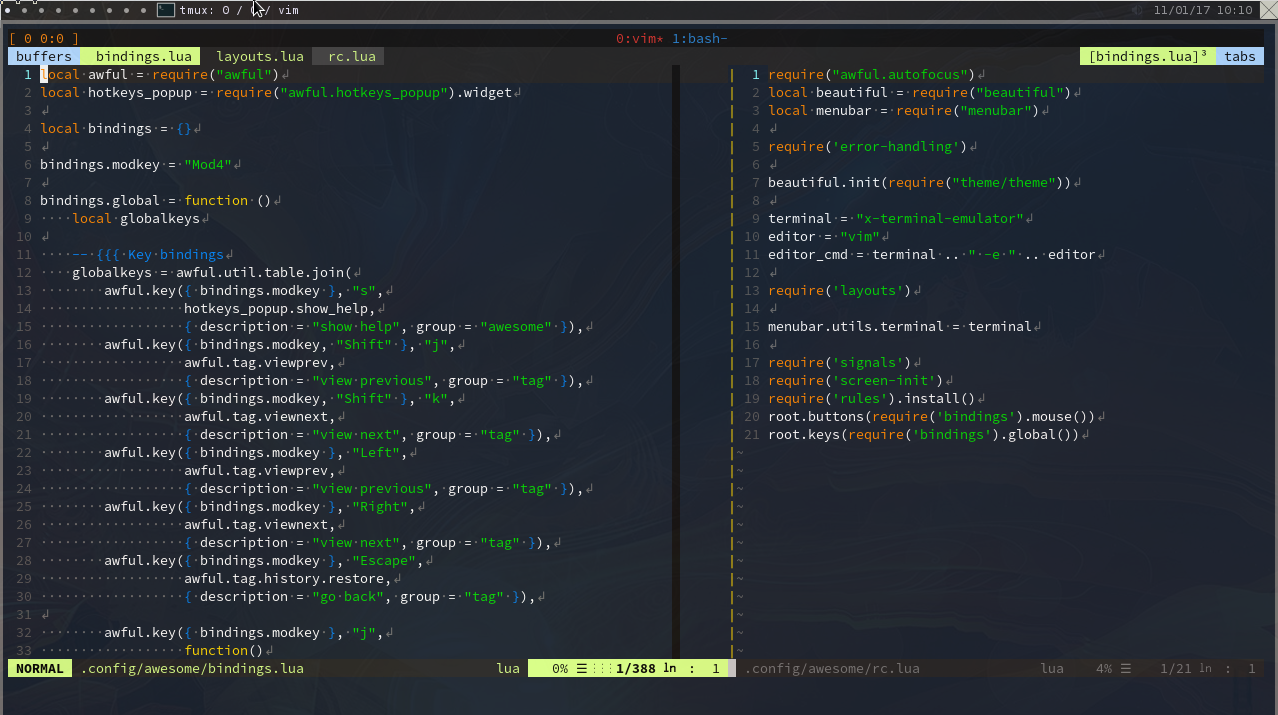 tmux: 0 / 0 / vim 11/01/17 10:10
[ 0 0:0 ] 0:vim* 1:bash-
buffers bindings.lua layouts.lua rc.lua [bindings.lua]³ tabs
1 local·awful·=·require("awful")↲
2 local·hotkeys_popup·=·require("awful.hotkeys_popup").widget↲
3 ↲
4 local·bindings·=·{}↲
5 ↲
6 bindings.modkey·=·"Mod4"↲
7 ↲
8 bindings.global·=·function·()↲
9 ····local·globalkeys↲
10 ↲
11 ····--·{{{·Key·bindings↲
12 ····globalkeys·=·awful.util.table.join(↲
13 ········awful.key({·bindings.modkey·},·"s",↲
14 ··················hotkeys_popup.show_help,↲
15 ··················{·description·=·"show·help",·group·=·"awesome"·}),↲
16 ········awful.key({·bindings.modkey,·"Shift"·},·"j",↲
17 ··················awful.tag.viewprev,↲
18 ··················{·description·=·"view·previous",·group·=·"tag"·}),↲
19 ········awful.key({·bindings.modkey,·"Shift"·},·"k",↲
20 ··················awful.tag.viewnext,↲
21 ··················{·description·=·"view·next",·group·=·"tag"·}),↲
22 ········awful.key({·bindings.modkey·},·"Left",↲
23 ··················awful.tag.viewprev,↲
24 ··················{·description·=·"view·previous",·group·=·"tag"·}),↲
25 ········awful.key({·bindings.modkey·},·"Right",↲
26 ··················awful.tag.viewnext,↲
27 ··················{·description·=·"view·next",·group·=·"tag"·}),↲
28 ········awful.key({·bindings.modkey·},·"Escape",↲
29 ··················awful.tag.history.restore,↲
30 ··················{·description·=·"go·back",·group·=·"tag"·}),↲
31 ↲
32 ········awful.key({·bindings.modkey·},·"j",↲
33 ··················function()↲
1 require("awful.autofocus")↲
2 local·beautiful·=·require("beautiful")↲
3 local·menubar·=·require("menubar")↲
4 ↲
5 require('error-handling')↲
6 ↲
7 beautiful.init(require("theme/theme"))↲
8 ↲
9 terminal·=·"x-terminal-emulator"↲
10 editor·=·"vim"↲
11 editor_cmd·=·terminal·..·"·-e·"·..·editor↲
12 ↲
13 require('layouts')↲
14 ↲
15 menubar.utils.terminal·=·terminal↲
16 ↲
17 require('signals')↲
18 require('screen-init')↲
19 require('rules').install()↲
20 root.buttons(require('bindings').mouse())↲
21 root.keys(require('bindings').global())↲
~
~
~
~
~
~
~
~
~
~
~
~
NORMAL .config/awesome/bindings.lua lua 0% ☰ 1/388 ln : 1 .config/awesome/rc.lua lua 4% ☰ 1/21 ln : 1